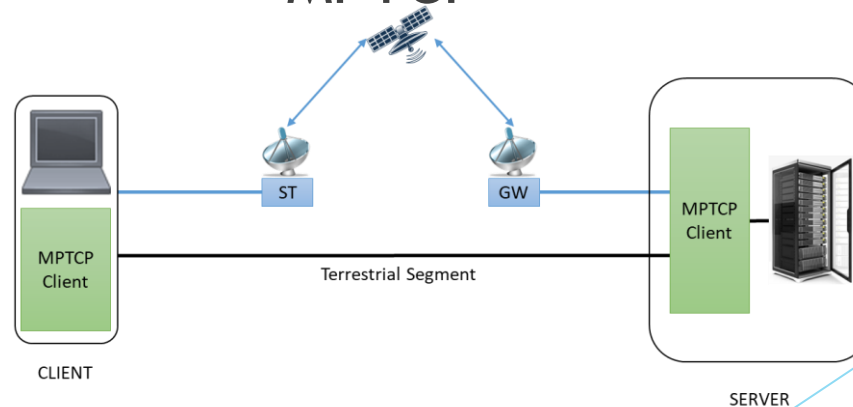 ST
GW
MPTCP
Client
MPTCP
Client
Terrestrial Segment
CLIENT
SERVER